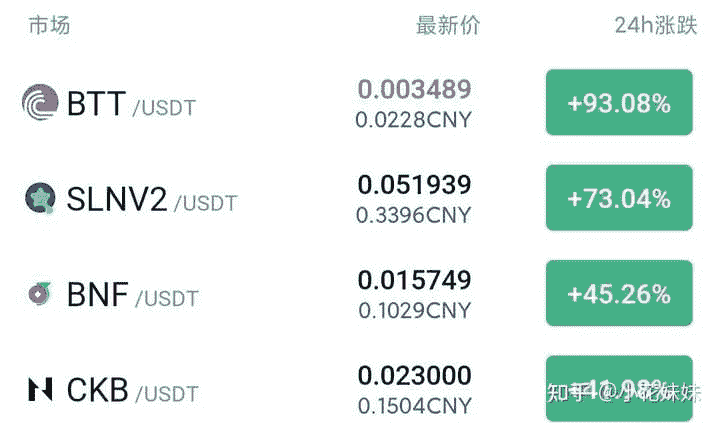 市场 最新价 24h涨跌
BTT /USDT 0.003489 +93.08%
0.0228CNY
SLNV2 /USDT 0.051939 +73.04%
0.3396CNY
BNF /USDT 0.015749 +45.26%
0.1029CNY
CKB /USDT 0.023000 +41.98%
0.1504CNY
知乎 @小花妹妹